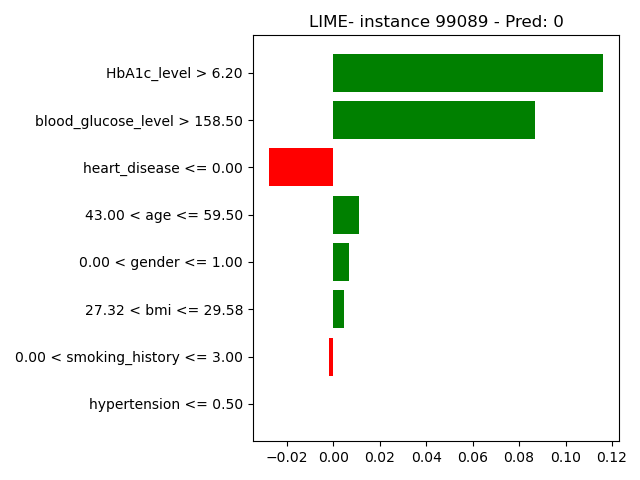 LIME- instance 99089 - Pred: 0
HbA1c_level > 6.20
blood_glucose_level > 158.50
heart_disease <= 0.00
43.00 < age <= 59.50
0.00 < gender <= 1.00
27.32 < bmi <= 29.58
0.00 < smoking_history <= 3.00
hypertension <= 0.50
−0.02 0.00 0.02 0.04 0.06 0.08 0.10 0.12